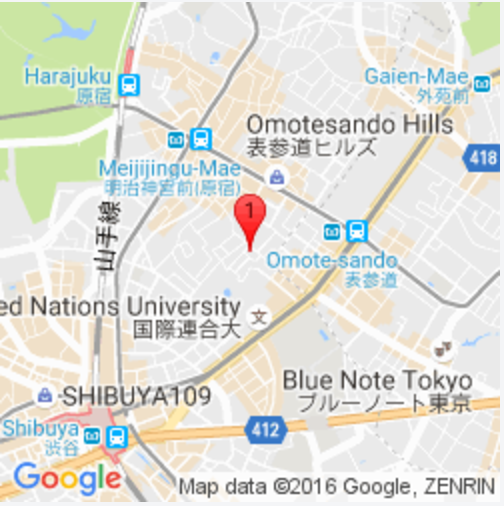 Harajuku
原宿
Gaien-Mae
外苑前
Omotesando Hills
表参道ヒルズ
418
Meijijingu-Mae
明治神宮前(原宿)
山手線
1
Omote-sando
表参道
ed Nations University
国際連合大
文
SHIBUYA109
Blue Note Tokyo
ブルーノート東京
Shibuya
渋谷
412
Google
Map data ©2016 Google, ZENRIN